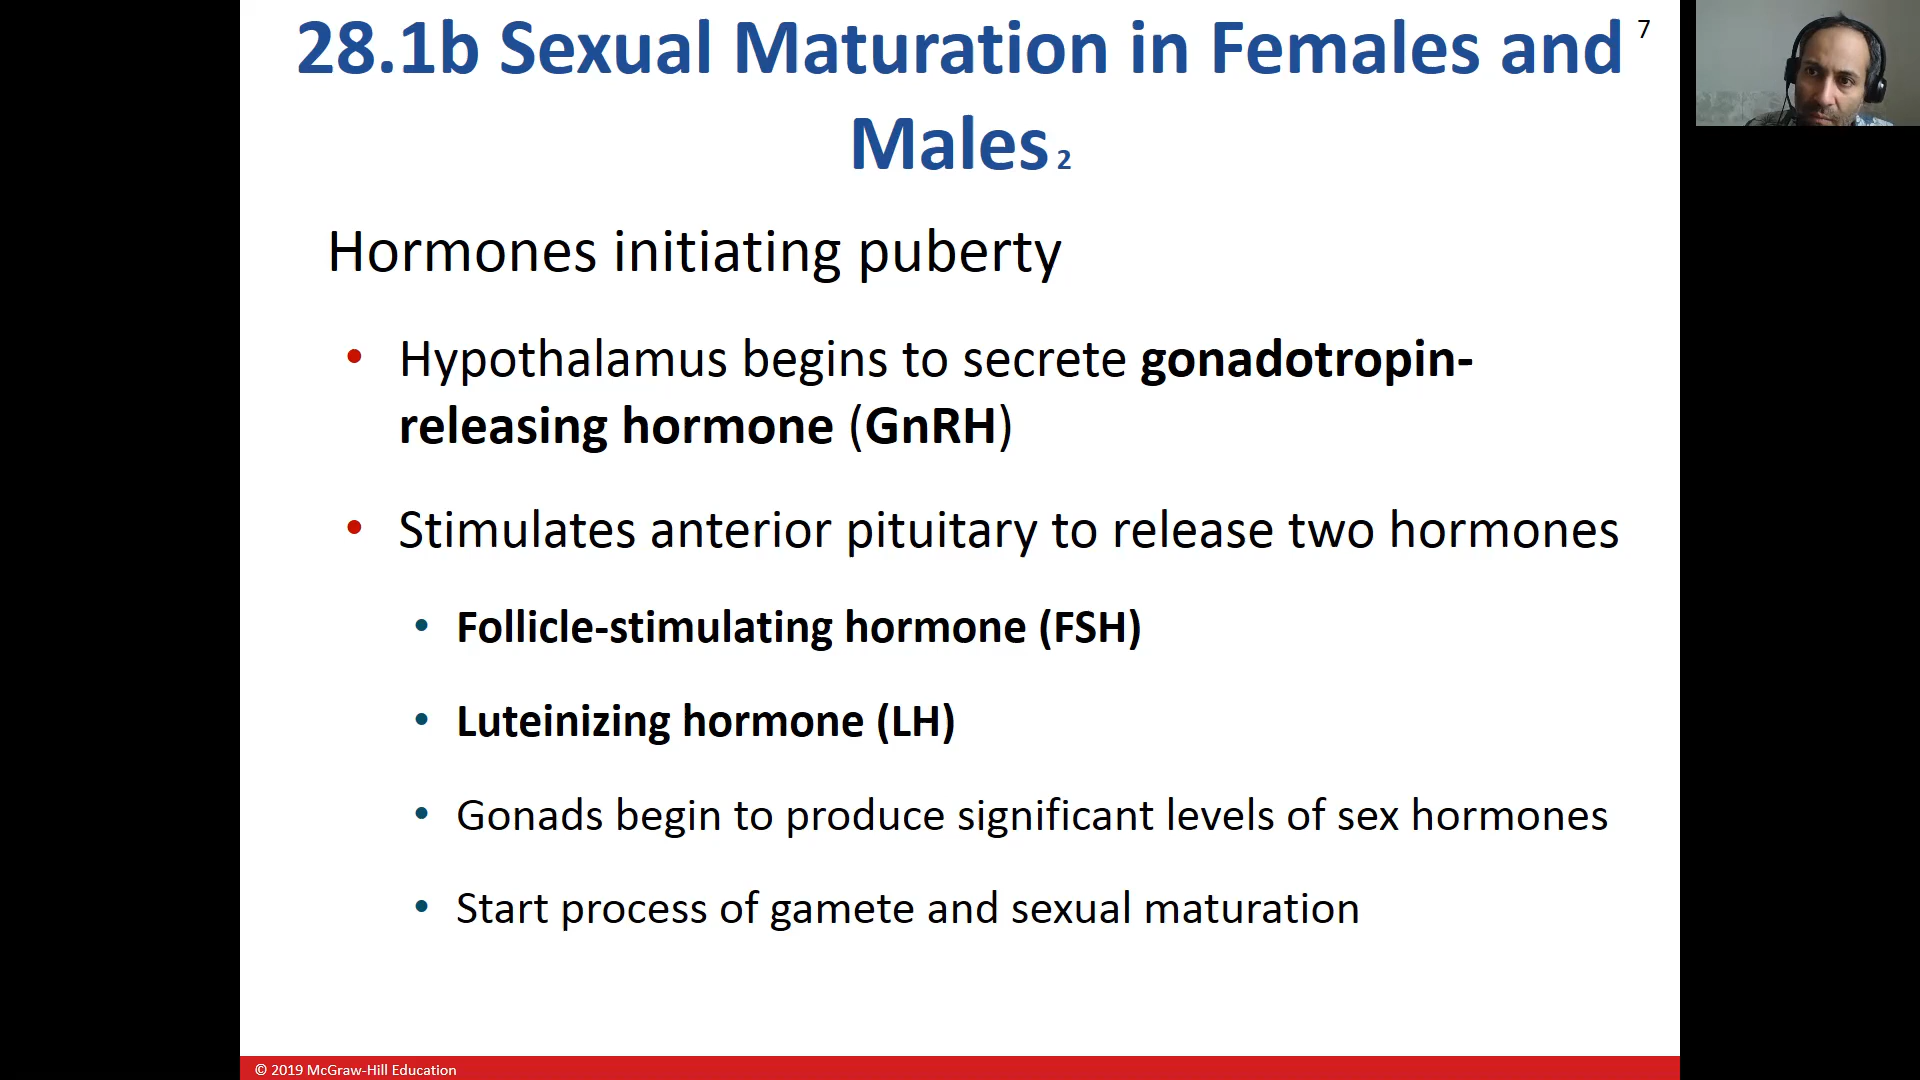 28.1b Sexual Maturation in Females and
Males 2
7
Hormones initiating puberty
• Hypothalamus begins to secrete gonadotropin-
releasing hormone (GnRH)
• Stimulates anterior pituitary to release two hormones
• Follicle-stimulating hormone (FSH)
• Luteinizing hormone (LH)
• Gonads begin to produce significant levels of sex hormones
• Start process of gamete and sexual maturation
© 2019 McGraw-Hill Education